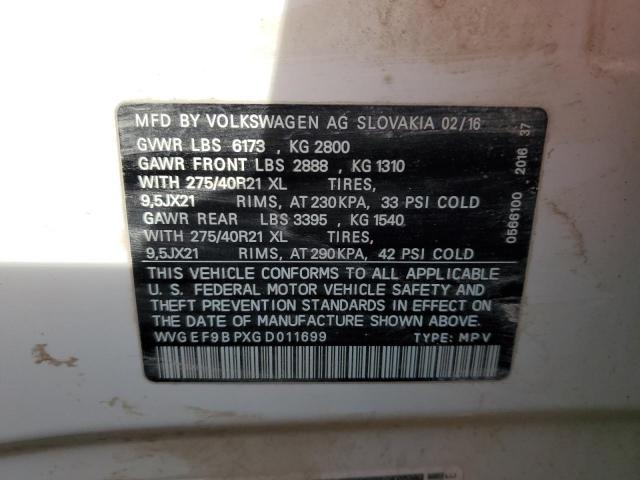 MFD BY VOLKSWAGEN AG SLOVAKIA 02/16
GVWR LBS 6173 , KG 2800
GAWR FRONT LBS 2888 , KG 1310
WITH 275/40R21 XL TIRES,
9,5JX21 RIMS, AT 230 KPA, 33 PSI COLD
GAWR REAR LBS 3395 , KG 1540
WITH 275/40R21 XL TIRES,
9,5JX21 RIMS, AT 290 KPA, 42 PSI COLD
THIS VEHICLE CONFORMS TO ALL APPLICABLE
U. S. FEDERAL MOTOR VEHICLE SAFETY AND
THEFT PREVENTION STANDARDS IN EFFECT ON
THE DATE OF MANUFACTURE SHOWN ABOVE.
WVGEF9BPXGD011699 TYPE: MPV
0566100 2016 37